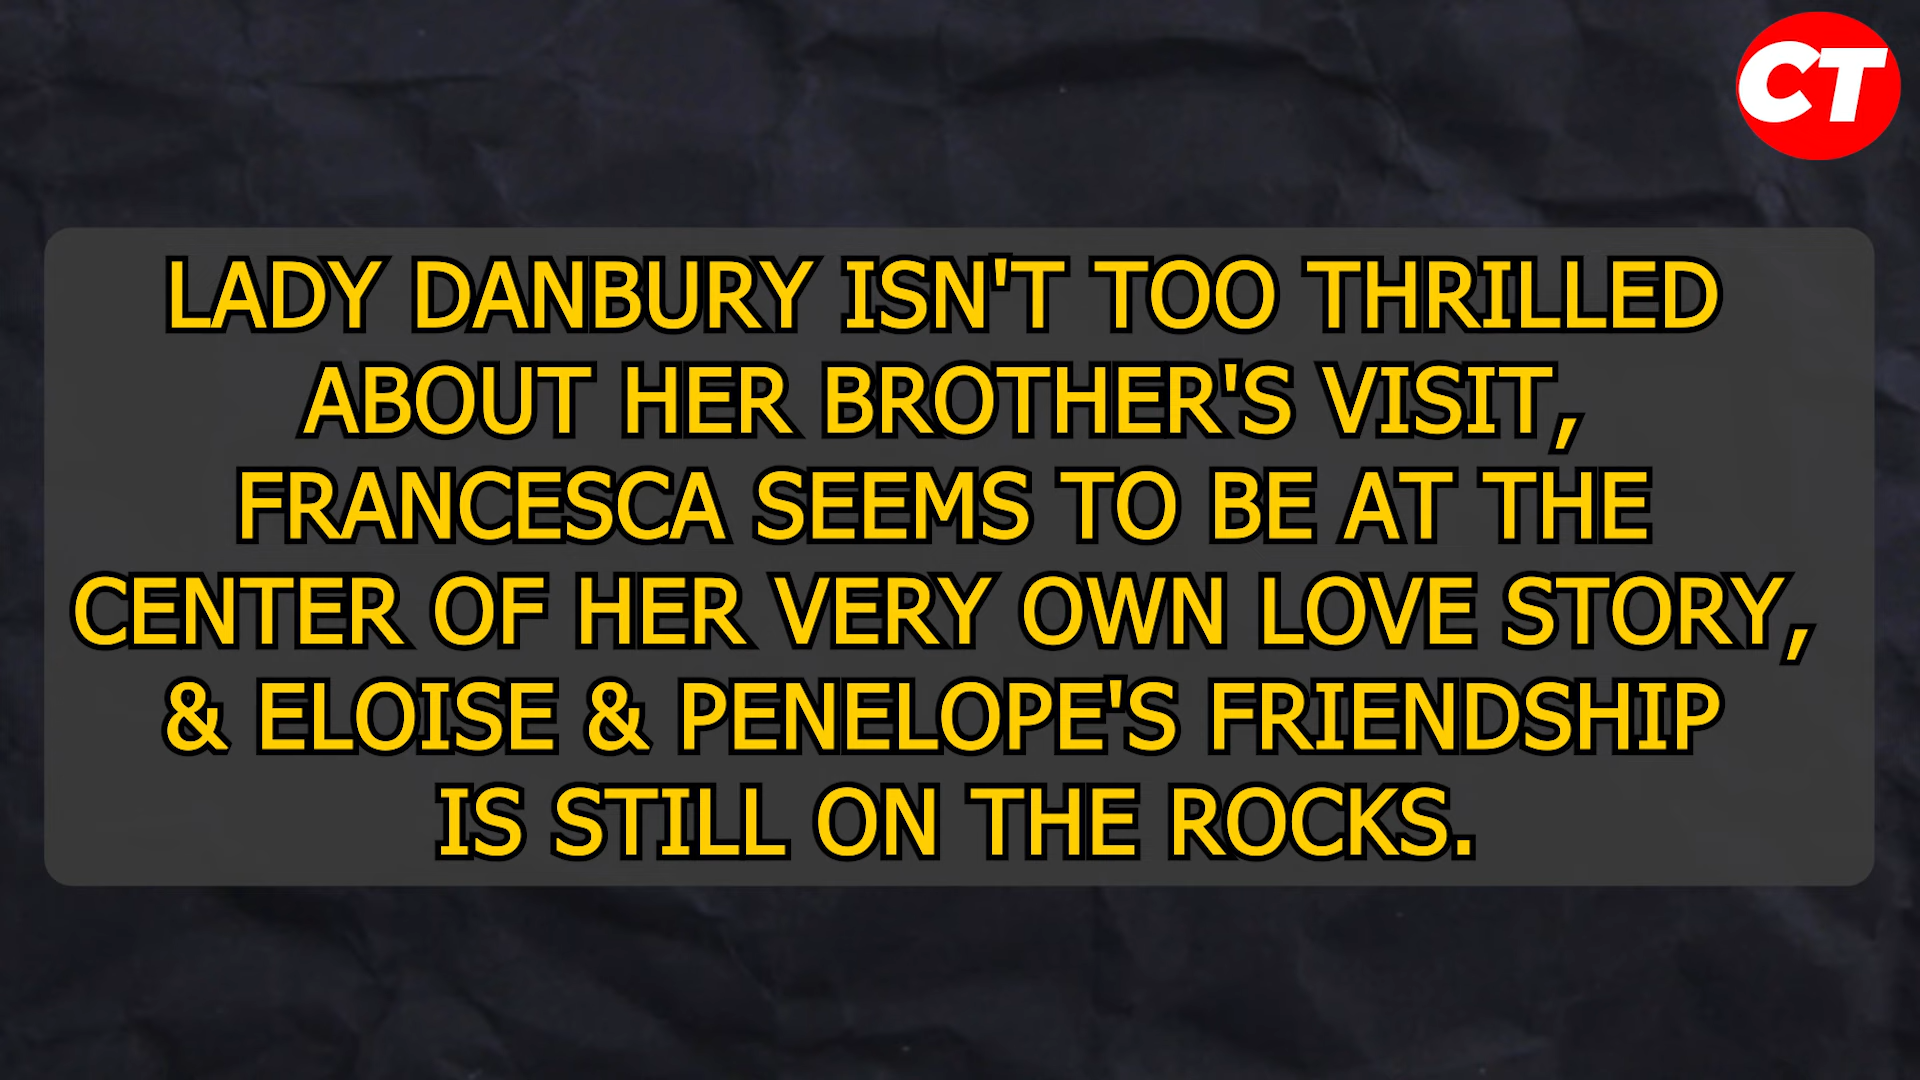 CT
LADY DANBURY ISN'T TOO THRILLED
ABOUT HER BROTHER'S VISIT,
FRANCESCA SEEMS TO BE AT THE
CENTER OF HER VERY OWN LOVE STORY,
& ELOISE & PENELOPE'S FRIENDSHIP
IS STILL ON THE ROCKS.